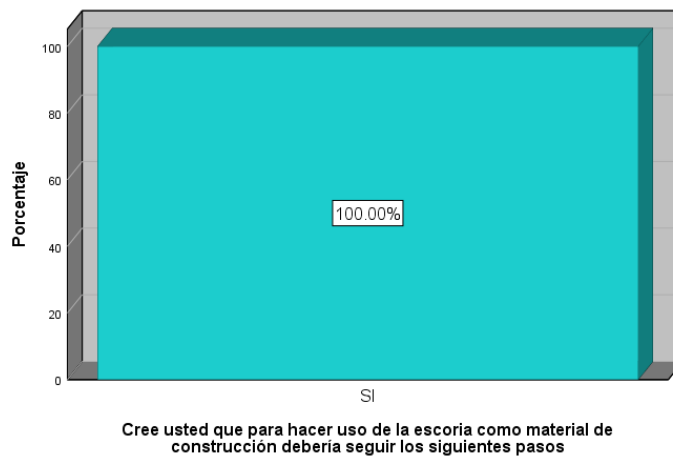 100
80
60
40
20
0
Porcentaje
100.00%
SI
Cree usted que para hacer uso de la escoria como material de
construcción debería seguir los siguientes pasos